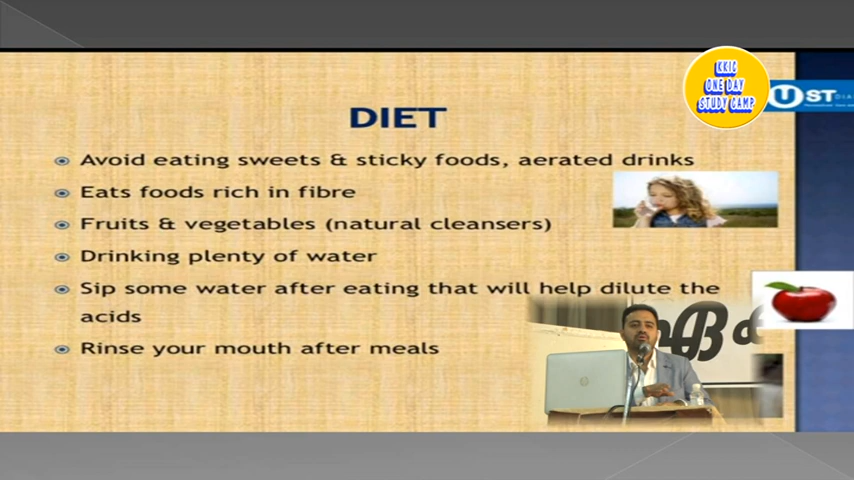 KKIC
ONE DAY
STUDY CAMP
UST
DIET
Avoid eating sweets & sticky foods, aerated drinks
Eats foods rich in fibre
Fruits & vegetables (natural cleansers)
Drinking plenty of water
Sip some water after eating that will help dilute the
acids
Rinse your mouth after meals
hp